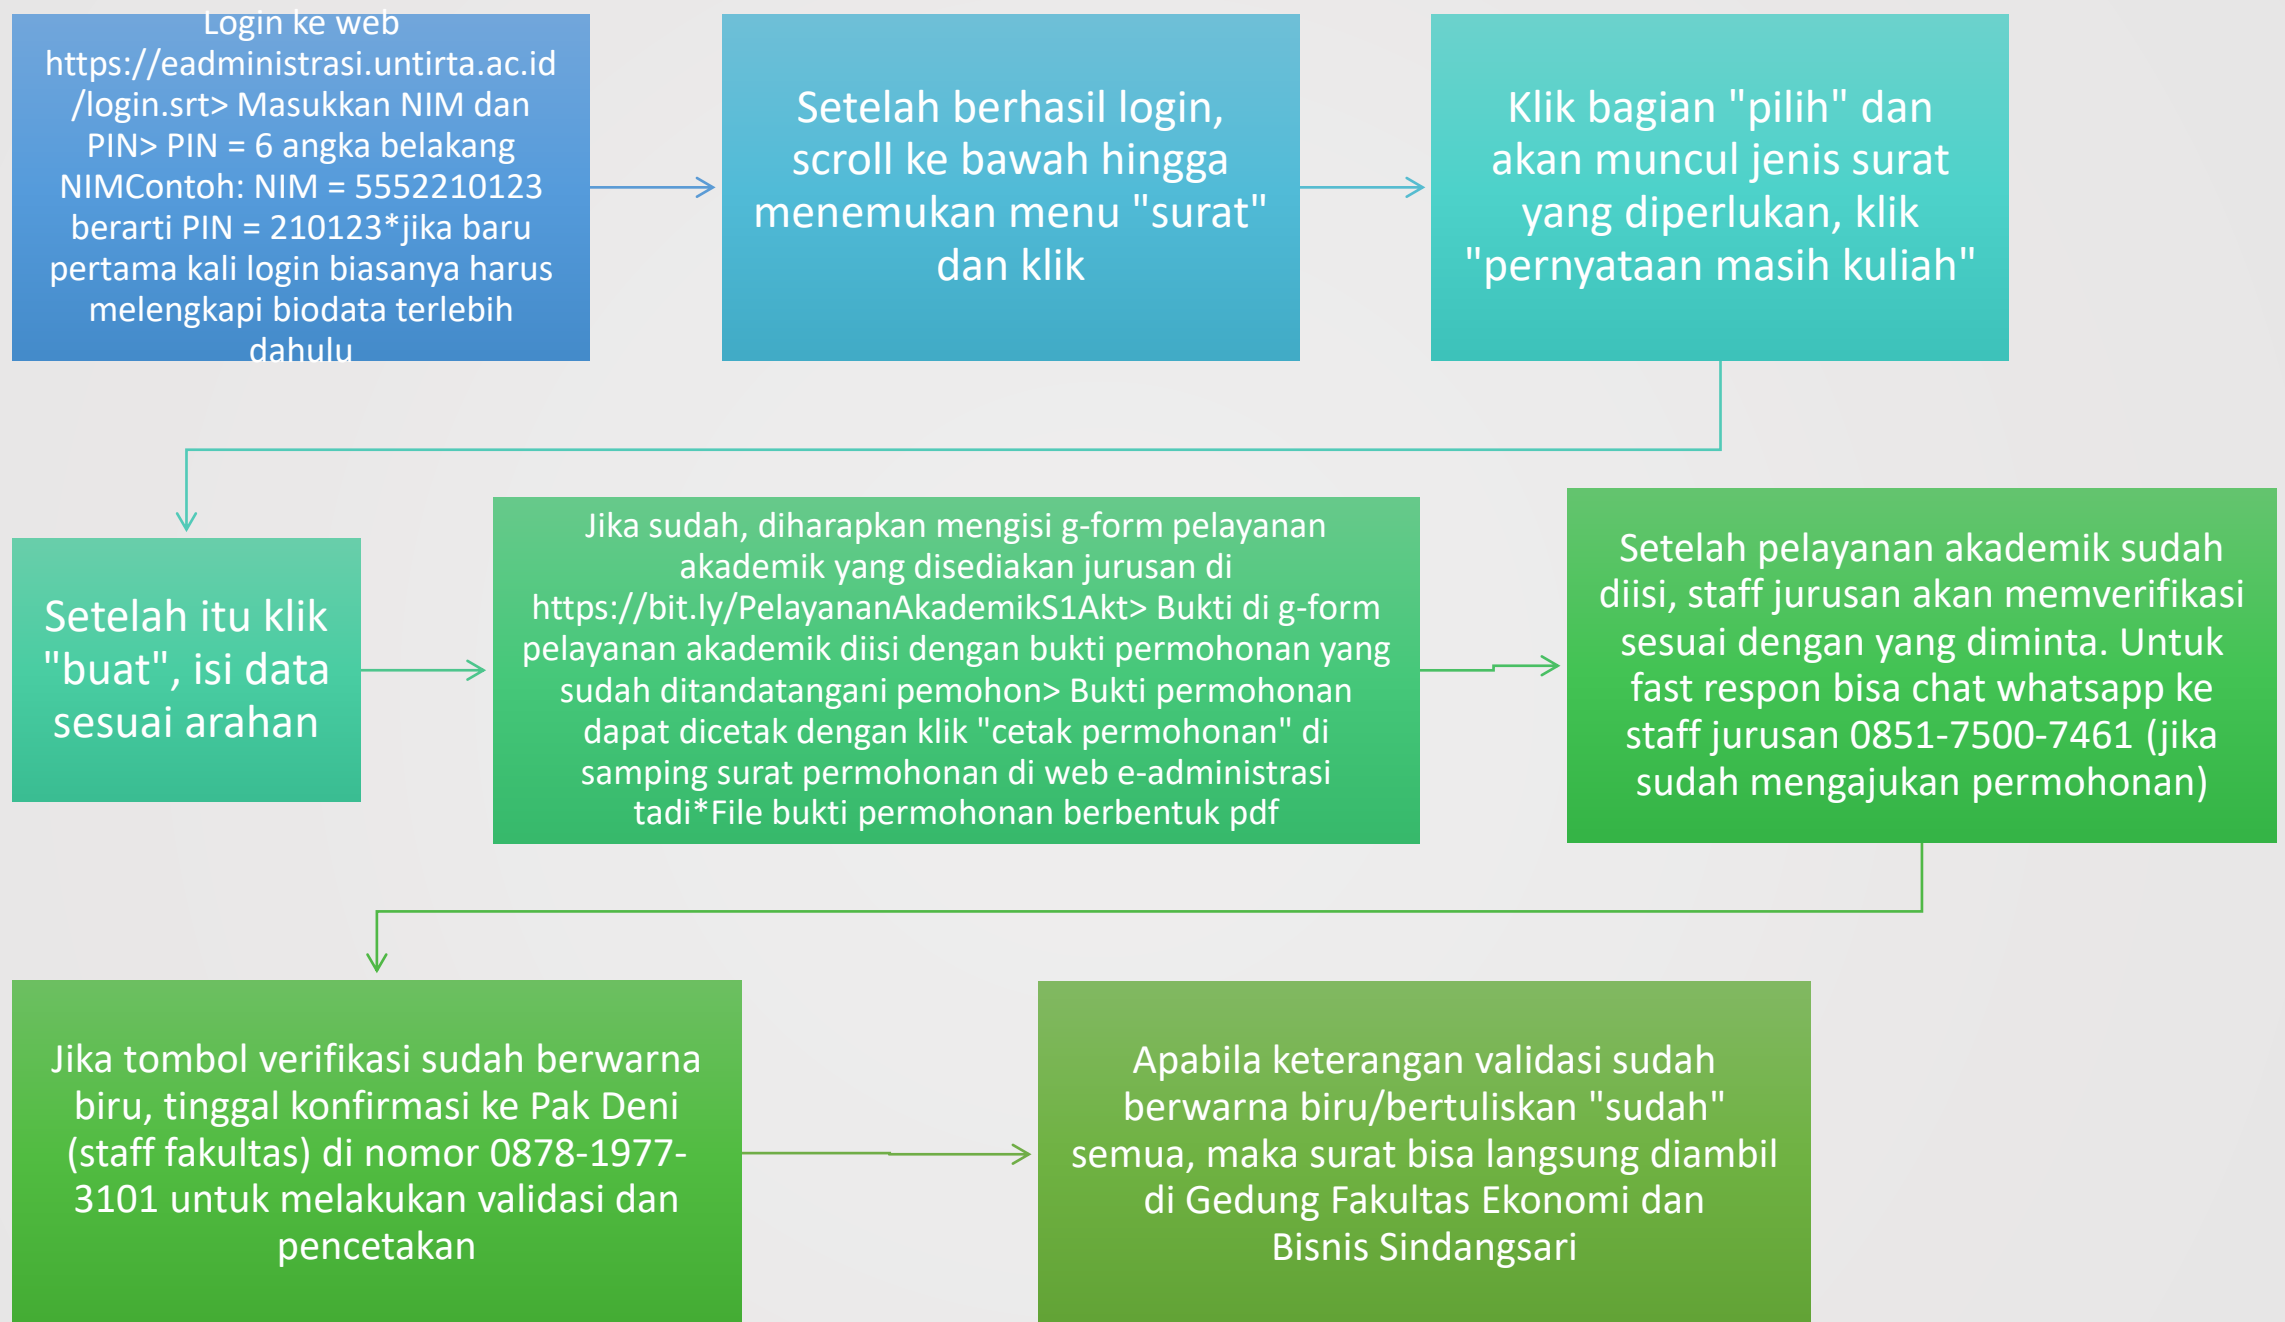 Login ke web
https://eadministrasi.untirta.ac.id
/login.srt> Masukkan NIM dan
PIN> PIN = 6 angka belakang
NIMContoh: NIM = 5552210123
berarti PIN = 210123*jika baru
pertama kali login biasanya harus
melengkapi biodata terlebih
dahulu
Setelah berhasil login,
scroll ke bawah hingga
menemukan menu "surat"
dan klik
Klik bagian "pilih" dan
akan muncul jenis surat
yang diperlukan, klik
"pernyataan masih kuliah"
Setelah itu klik
"buat", isi data
sesuai arahan
Jika sudah, diharapkan mengisi g-form pelayanan
akademik yang disediakan jurusan di
https://bit.ly/PelayananAkademikS1Akt> Bukti di g-form
pelayanan akademik diisi dengan bukti permohonan yang
sudah ditandatangani pemohon> Bukti permohonan
dapat dicetak dengan klik "cetak permohonan" di
samping surat permohonan di web e-administrasi
tadi*File bukti permohonan berbentuk pdf
Setelah pelayanan akademik sudah
diisi, staff jurusan akan memverifikasi
sesuai dengan yang diminta. Untuk
fast respon bisa chat whatsapp ke
staff jurusan 0851-7500-7461 (jika
sudah mengajukan permohonan)
Jika tombol verifikasi sudah berwarna
biru, tinggal konfirmasi ke Pak Deni
(staff fakultas) di nomor 0878-1977-
3101 untuk melakukan validasi dan
pencetakan
Apabila keterangan validasi sudah
berwarna biru/bertuliskan "sudah"
semua, maka surat bisa langsung diambil
di Gedung Fakultas Ekonomi dan
Bisnis Sindangsari